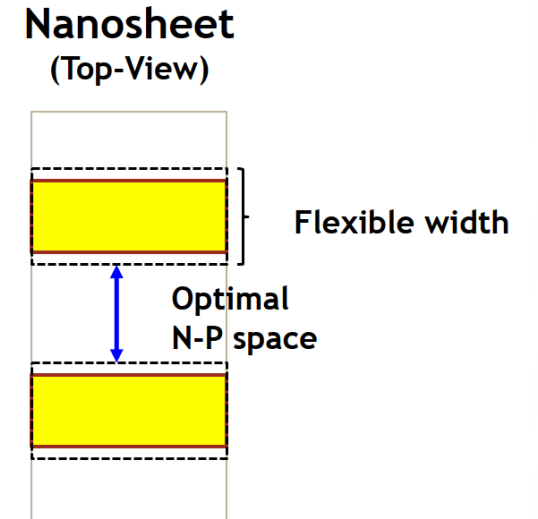 Nanosheet
(Top-View)
Flexible width
Optimal
N-P space